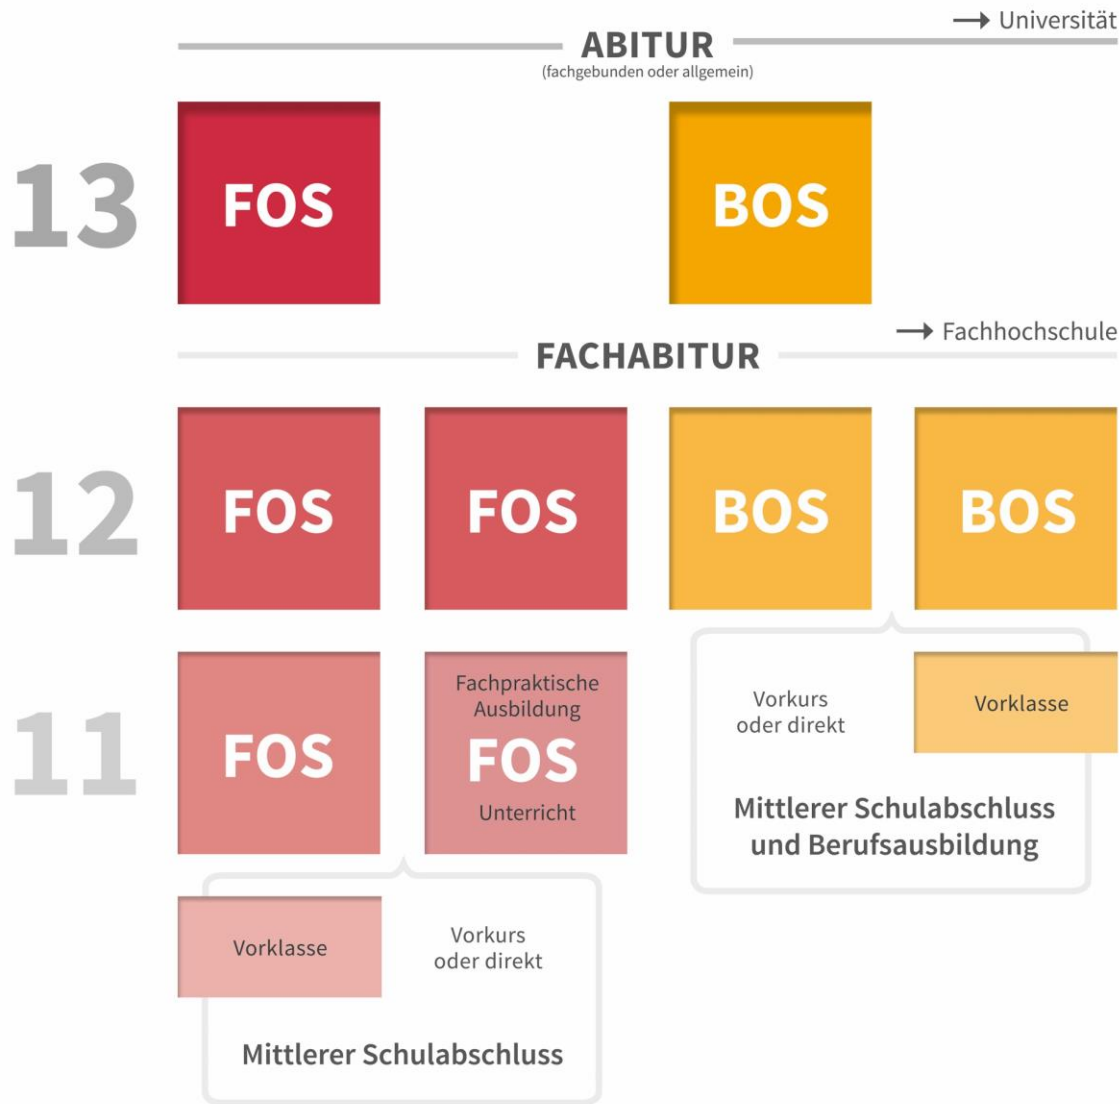 → Universität
ABITUR
(fachgebunden oder allgemein)
13
FOS
BOS
→ Fachhochschule
FACHABITUR
12
FOS
FOS
BOS
BOS
11
FOS
Fachpraktische
Ausbildung
FOS
Unterricht
Vorkurs
oder direkt
Vorklasse
Mittlerer Schulabschluss
und Berufsausbildung
Vorklasse
Vorkurs
oder direkt
Mittlerer Schulabschluss